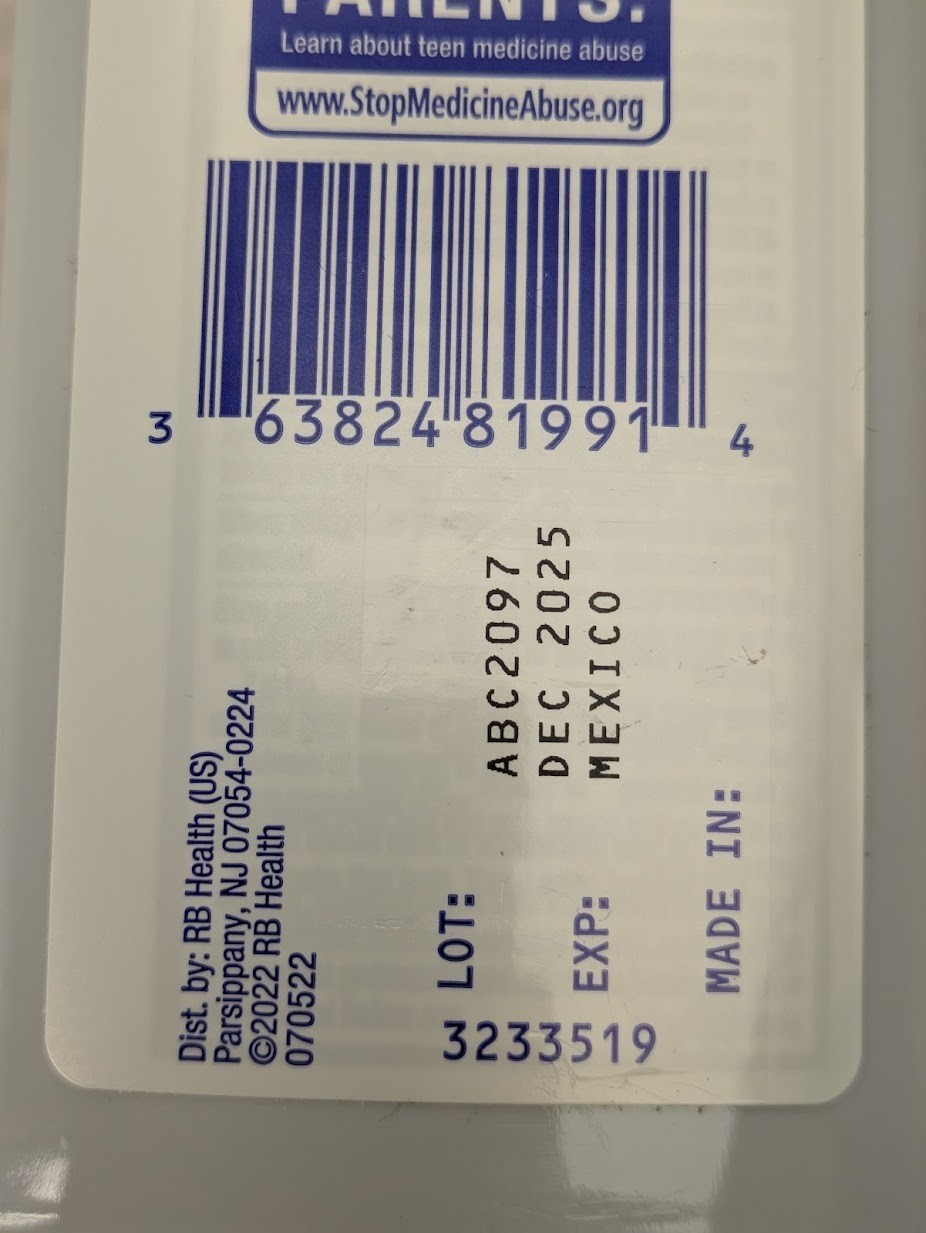 PARENTS:
Learn about teen medicine abuse
www.StopMedicineAbuse.org
3 63824 81991 4
Dist. by: RB Health (US)
Parsippany, NJ 07054-0224
©2022 RB Health
070522
LOT: ABC2097
EXP: DEC 2025
MADE IN: MEXICO
3233519